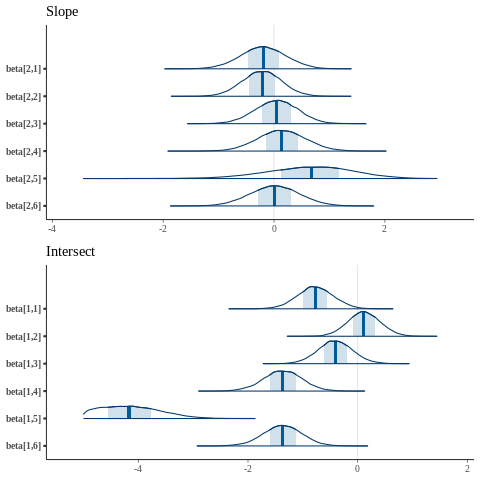 Slope
beta[2,1]
beta[2,2]
beta[2,3]
beta[2,4]
beta[2,5]
beta[2,6]
-4 -2 0 2
Intersect
beta[1,1]
beta[1,2]
beta[1,3]
beta[1,4]
beta[1,5]
beta[1,6]
-4 -2 0 2